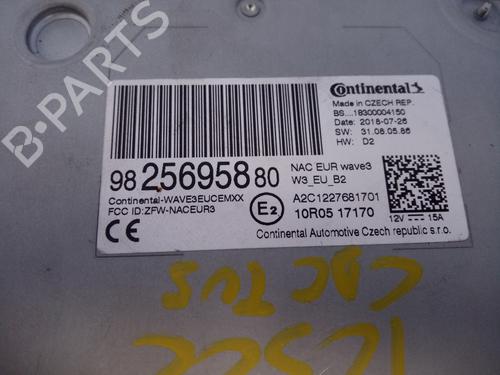 B-PARTS
Continental
Made in CZECH REP.
BS....18300004150
Date: 2018-07-26
SW: 31.08.05.86
HW: D2
98 256958 80
NAC EUR wave3
W3_EU_B2
Continental-WAVE3EUCEMXX
FCC ID:ZFW-NACEUR3
A2C1227681701
E2
10R05 17170
12V 15A
CE
Continental Automotive Czech republic s.r.o.
CACTUS